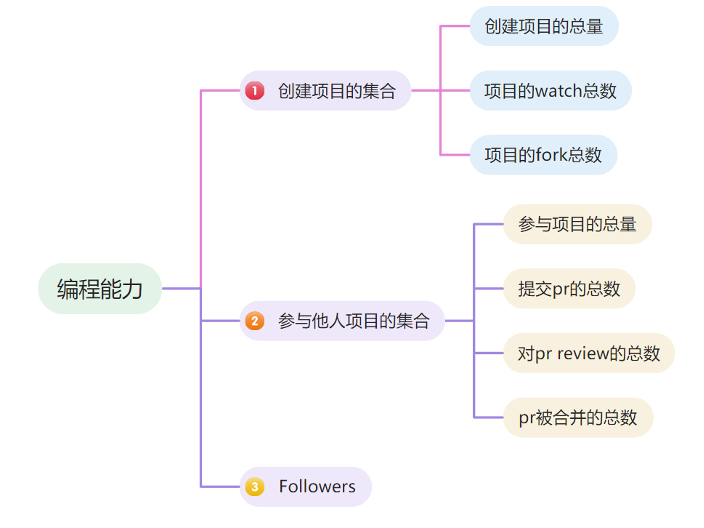 编程能力
1 创建项目的集合
创建项目的总量
项目的watch总数
项目的fork总数
2 参与他人项目的集合
参与项目的总量
提交pr的总数
对pr review的总数
pr被合并的总数
3 Followers